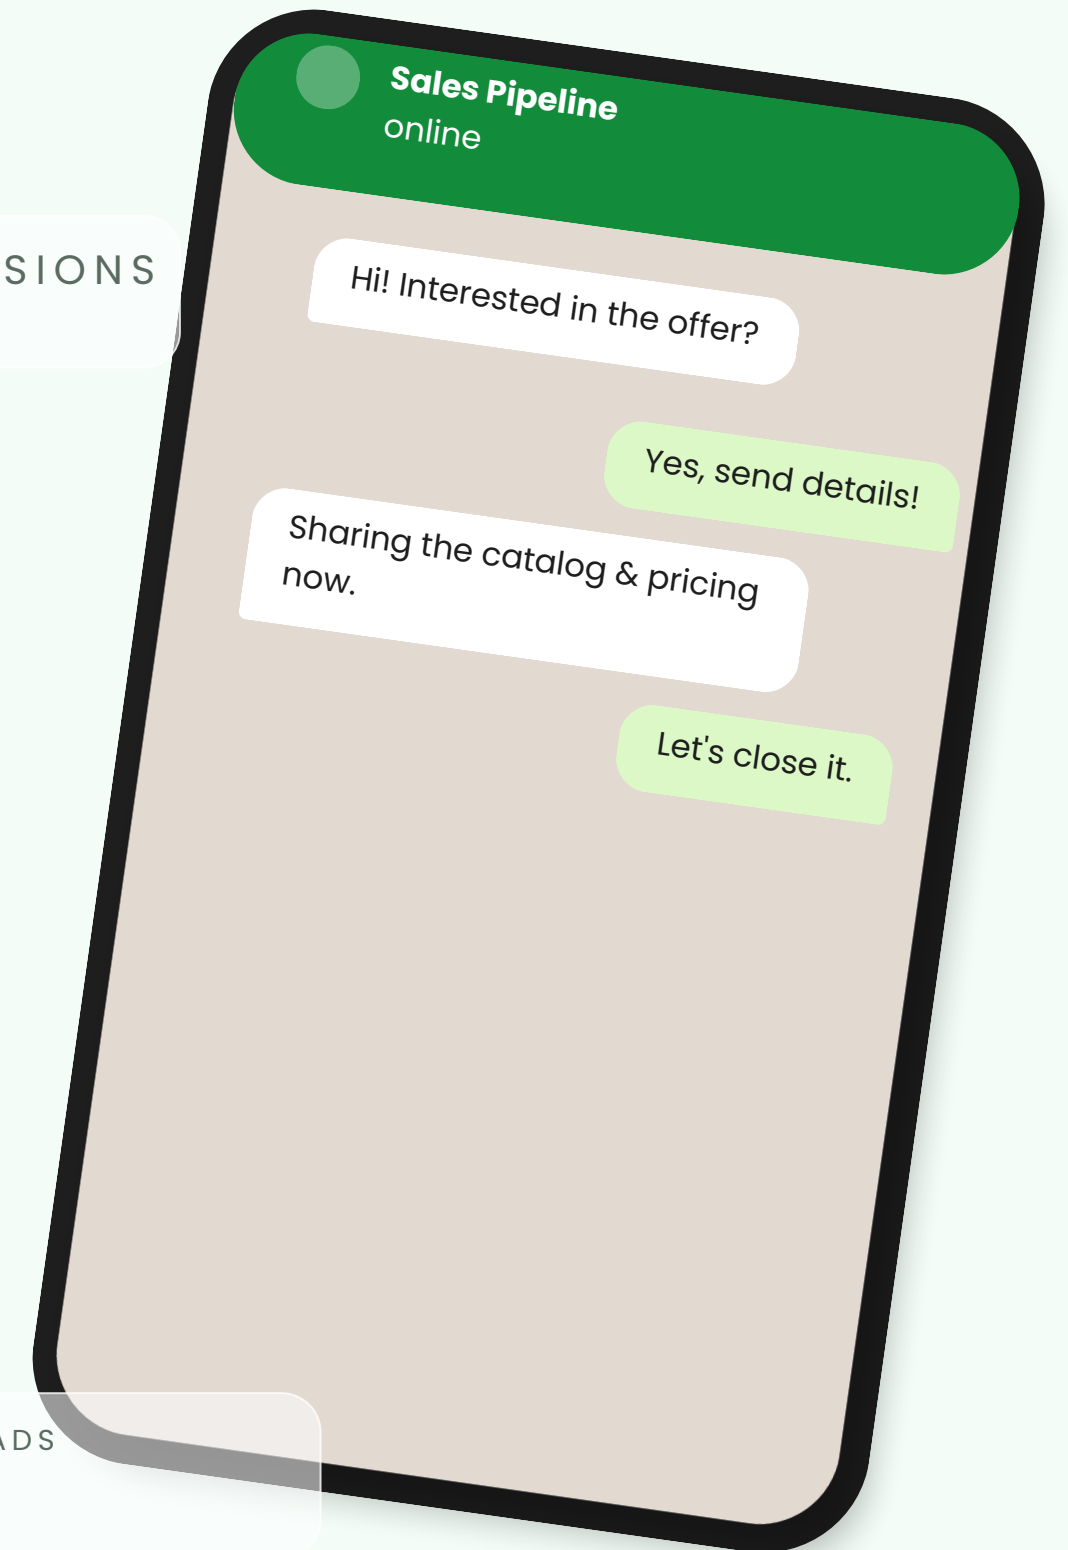 Sales Pipeline
online
SIONS
Hi! Interested in the offer?
Yes, send details!
Sharing the catalog & pricing
now.
Let's close it.
ADS